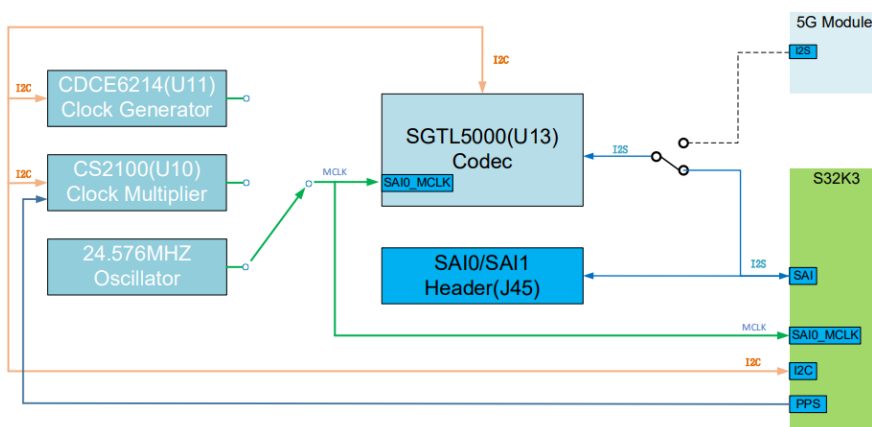 5G Module
I2S
I2C
I2C
CDCE6214(U11)
Clock Generator
SGTL5000(U13)
Codec
I2S
I2C
CS2100(U10)
Clock Multiplier
MCLK
SAI0_MCLK
S32K3
24.576MHZ
Oscillator
SAI0/SAI1
Header(J45)
I2S
SAI
MCLK
SAI0_MCLK
I2C
I2C
PPS